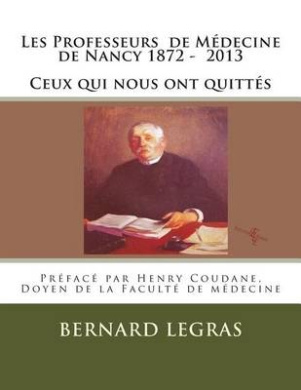 Les Professeurs de Médecine
de Nancy 1872 - 2013
Ceux qui nous ont quittés
Préfacé par Henry Coudane,
Doyen de la Faculté de médecine
BERNARD LEGRAS